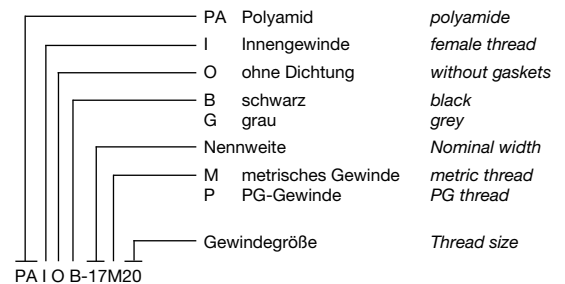 PA Polyamid polyamide
I Innengewinde female thread
O ohne Dichtung without gaskets
B schwarz black
G grau grey
Nennweite Nominal width
M metrisches Gewinde metric thread
P PG-Gewinde PG thread
Gewindegröße Thread size
PA I O B-17M20